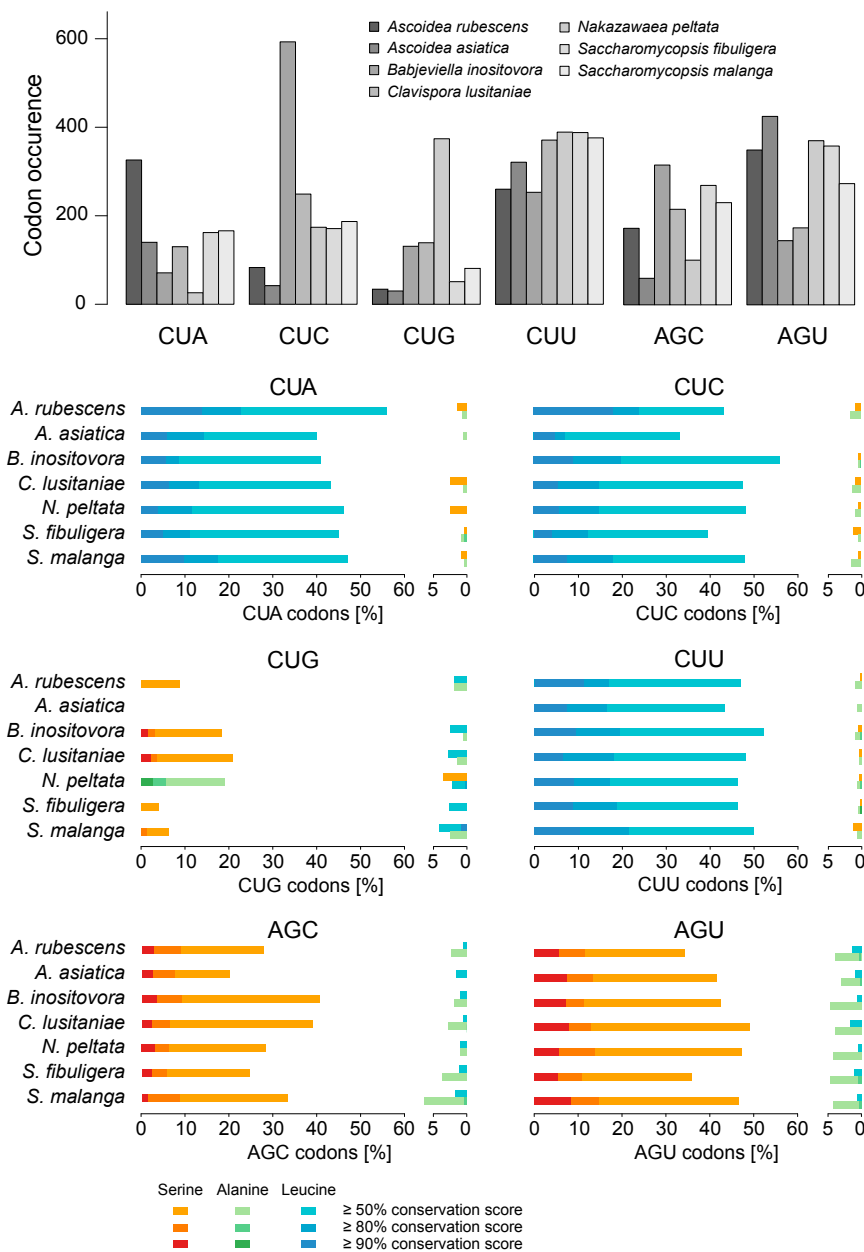 Codon occurence
600
400
200
0
Ascoidea rubescens
Ascoidea asiatica
Babjeviella inositovora
Clavispora lusitaniae
Nakazawaea peltata
Saccharomycopsis fibuligera
Saccharomycopsis malanga
CUA CUC CUG CUU AGC AGU
CUA CUC
A. rubescens
A. asiatica
B. inositovora
C. lusitaniae
N. peltata
S. fibuligera
S. malanga
0 10 20 30 40 50 60 5 0 0 10 20 30 40 50 60 5 0
CUA codons [%] CUC codons [%]
CUG CUU
A. rubescens
A. asiatica
B. inositovora
C. lusitaniae
N. peltata
S. fibuligera
S. malanga
0 10 20 30 40 50 60 5 0 0 10 20 30 40 50 60 5 0
CUG codons [%] CUU codons [%]
AGC AGU
A. rubescens
A. asiatica
B. inositovora
C. lusitaniae
N. peltata
S. fibuligera
S. malanga
0 10 20 30 40 50 60 5 0 0 10 20 30 40 50 60 5 0
AGC codons [%] AGU codons [%]
Serine Alanine Leucine
≥ 50% conservation score
≥ 80% conservation score
≥ 90% conservation score